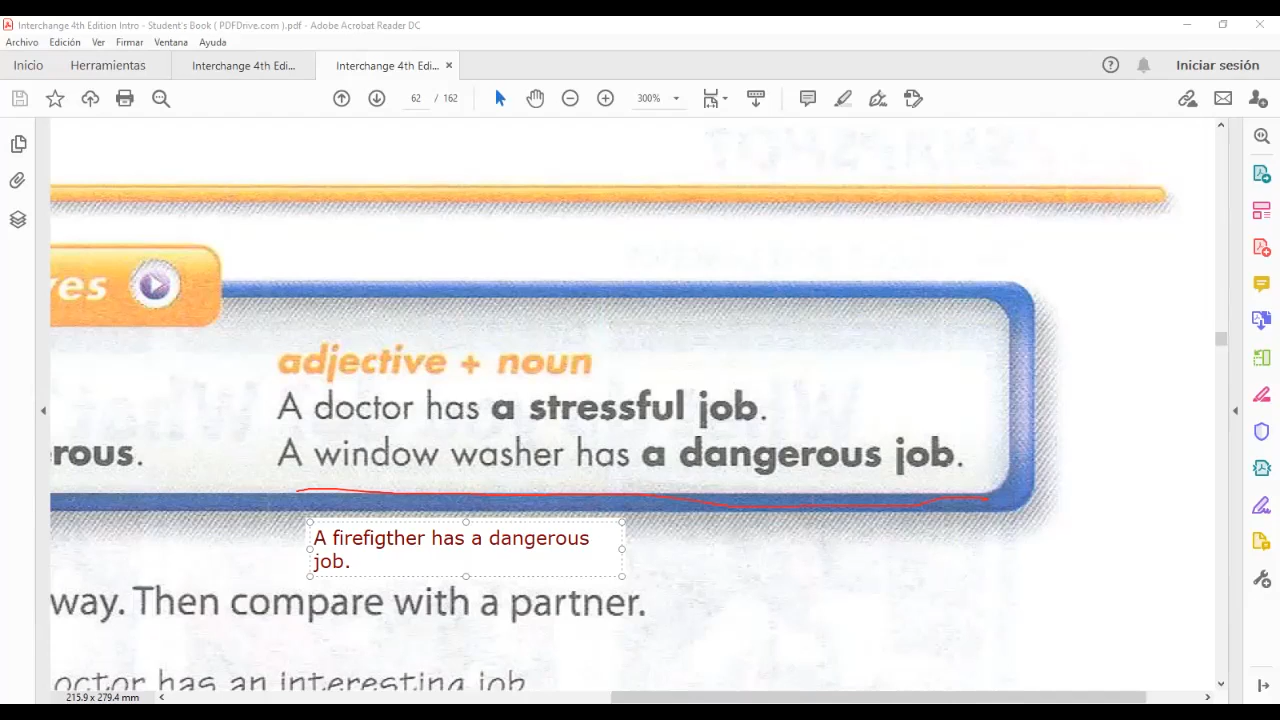 Interchange 4th Edition Intro - Student's Book ( PDFDrive.com ).pdf - Adobe Acrobat Reader DC
Archivo Edición Ver Firmar Ventana Ayuda
Inicio Herramientas Interchange 4th Edi... Interchange 4th Edi... × Iniciar sesión
62 / 162 300%
ves
adjective + noun
A doctor has a stressful job.
rous. A window washer has a dangerous job.
A firefigther has a dangerous
job.
way. Then compare with a partner.
octor has an interesting job
215.9 x 279.4 mm